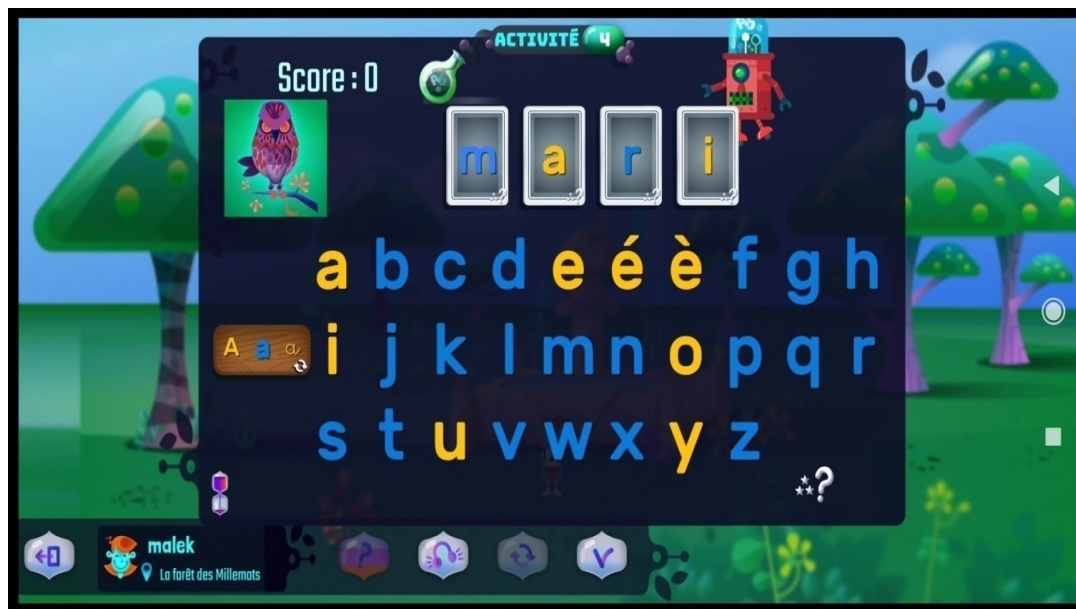 ACTIVITÉ 4
Score : 0
m a r i
a b c d e é è f g h
A a a
i j k l m n o p q r
s t u v w x y z
?
malek
La forêt des Millemots
?